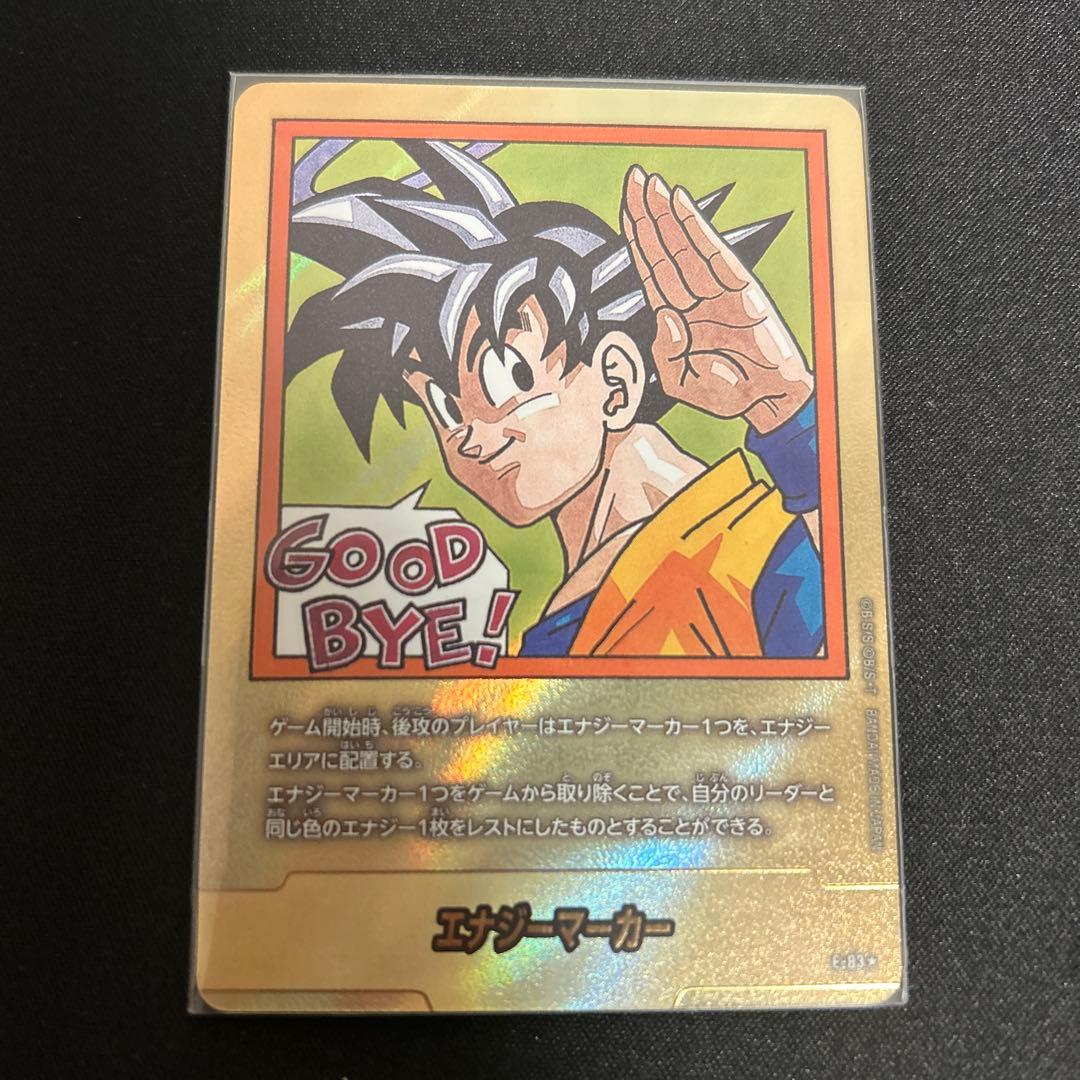 GOOD
BYE!
ゲーム開始時、後攻のプレイヤーはエナジーマーカー1つを、エナジー
エリアに配置する。
エナジーマーカー1つをゲームから取り除くことで、自分のリーダーと
同じ色のエナジー1枚をレストにしたものとすることができる。
©B/S/S ©B/S·T BANDAI MADE IN JAPAN
エナジーマーカー
E-83★